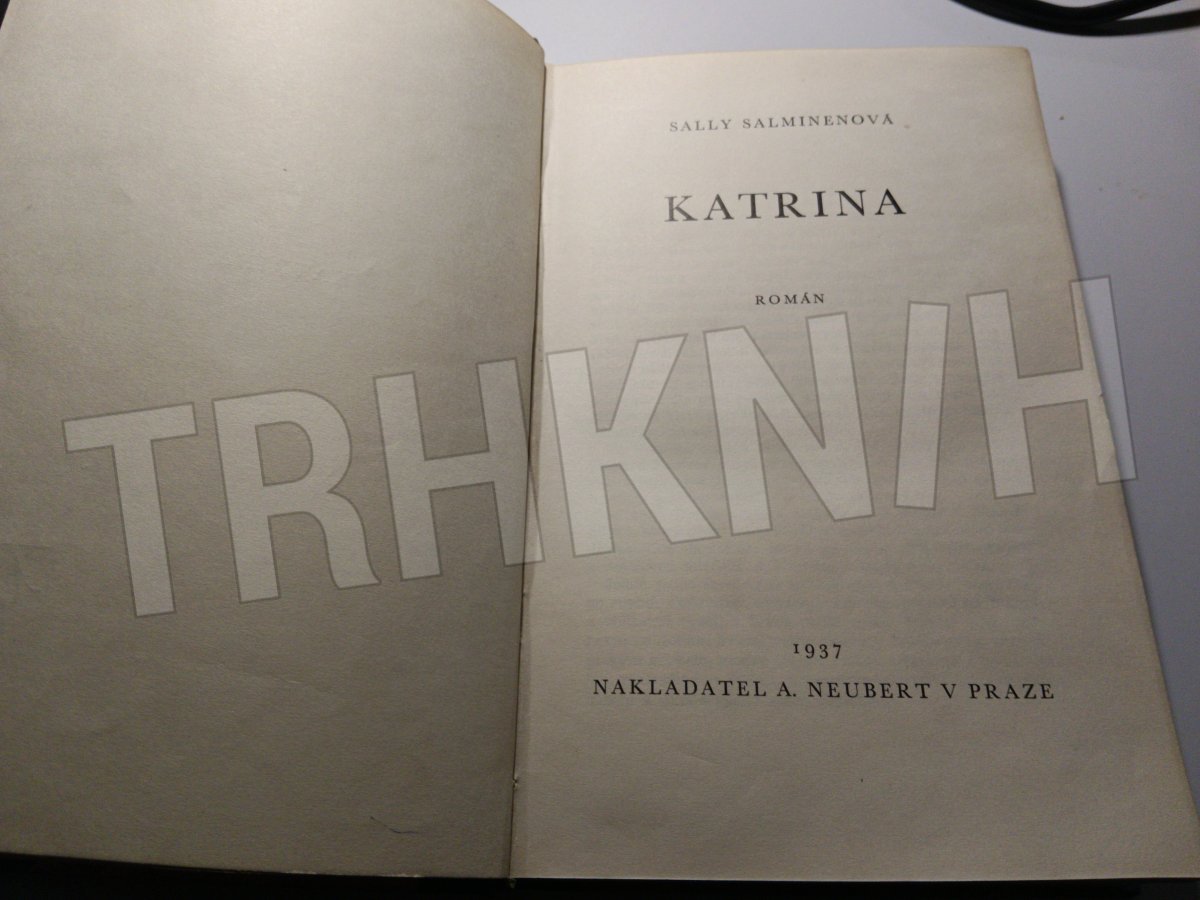 SALLY SALMINENOVÁ
KATRINA
ROMÁN
TRHKNIH
1937
NAKLADATEL A. NEUBERT V PRAZE